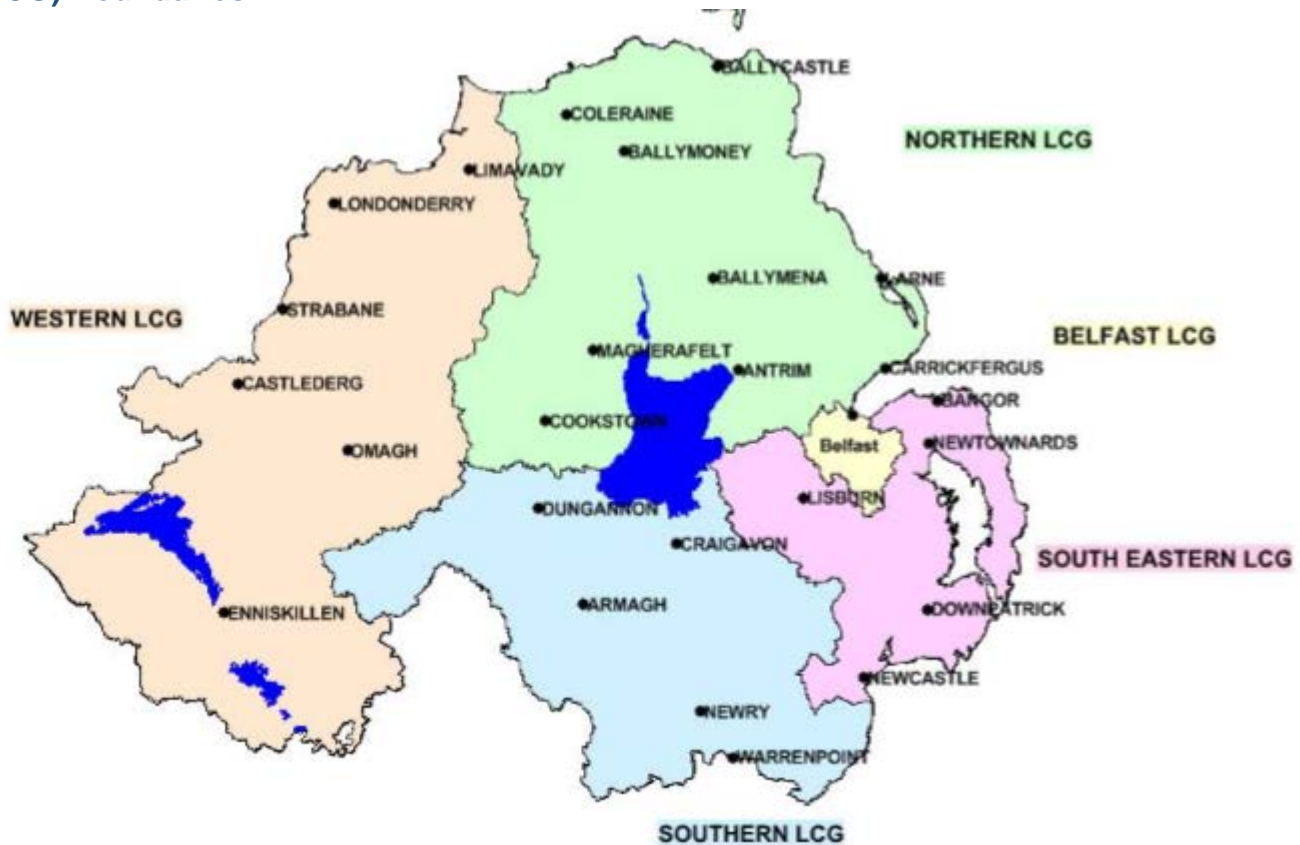 BALLYCASTLE
COLERAINE
NORTHERN LCG
BALLYMONEY
LIMAVADY
LONDONDERRY
BALLYMENA
LARNE
STRABANE
WESTERN LCG
BELFAST LCG
MAGHERAFELT
ANTRIM
CARRICKFERGUS
CASTLEDERG
BANGOR
COOKSTOWN
Belfast
NEWTOWNARDS
OMAGH
LISBURN
DUNGANNON
CRAIGAVON
SOUTH EASTERN LCG
ARMAGH
DOWNPATRICK
ENNISKILLEN
NEWCASTLE
NEWRY
WARRENPOINT
SOUTHERN LCG